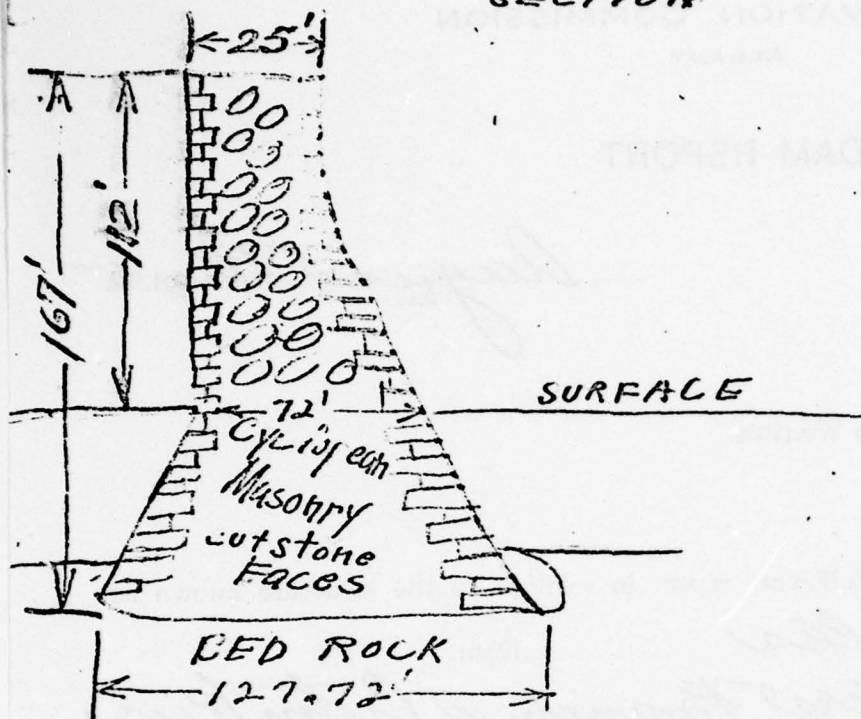 SECTION
25'
112'
167'
SURFACE
72'
Cyclopean
Masonry
cutstone
Faces
BED ROCK
127.72'